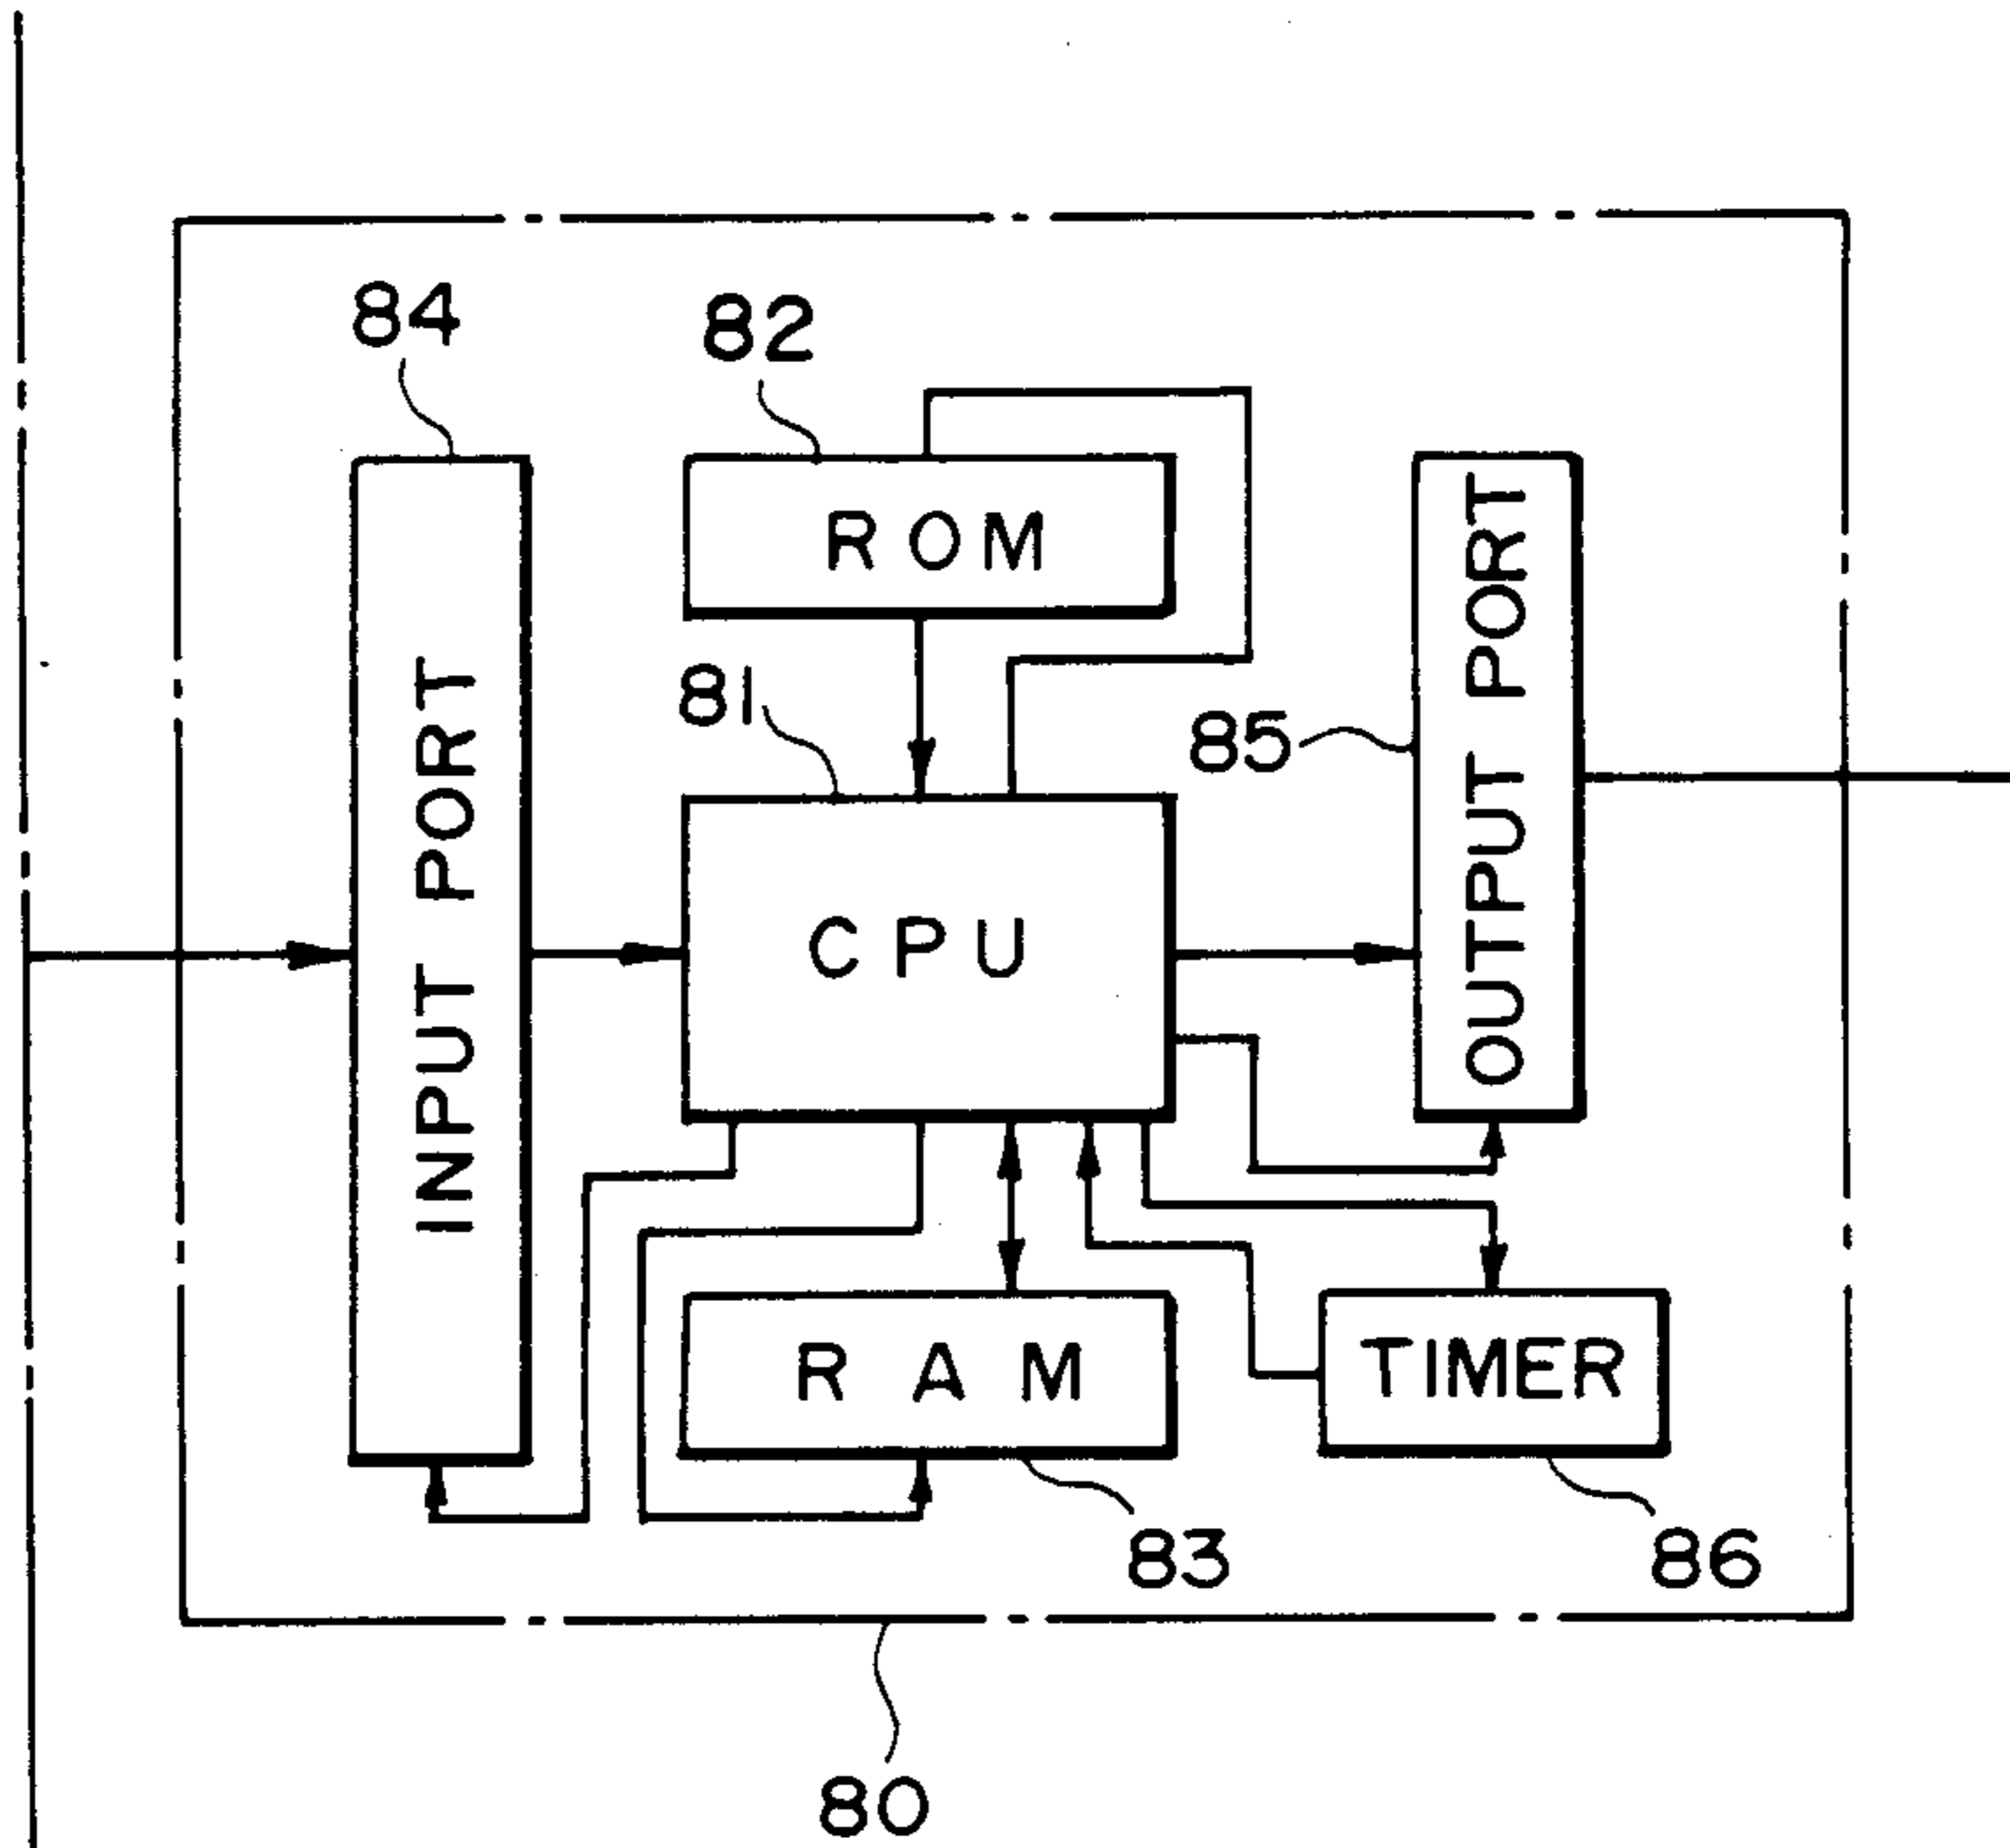 84
82
ROM
81
85
INPUT PORT
OUTPUT PORT
CPU
RAM
TIMER
83
86
80